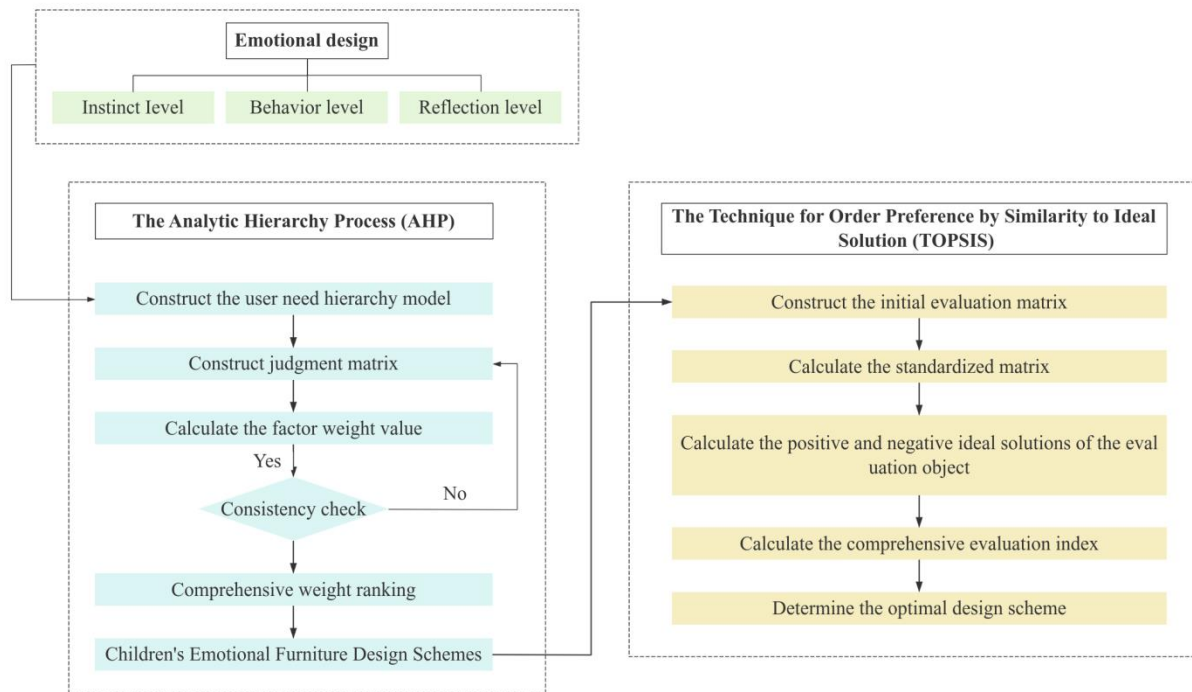 Emotional design
Instinct Ievel
Behavior level
Reflection level
The Analytic Hierarchy Process (AHP)
Construct the user need hierarchy model
Construct judgment matrix
Calculate the factor weight value
Yes
No
Consistency check
Comprehensive weight ranking
Children's Emotional Furniture Design Schemes
The Technique for Order Preference by Similarity to Ideal
Solution (TOPSIS)
Construct the initial evaluation matrix
Calculate the standardized matrix
Calculate the positive and negative ideal solutions of the eval
uation object
Calculate the comprehensive evaluation index
Determine the optimal design scheme